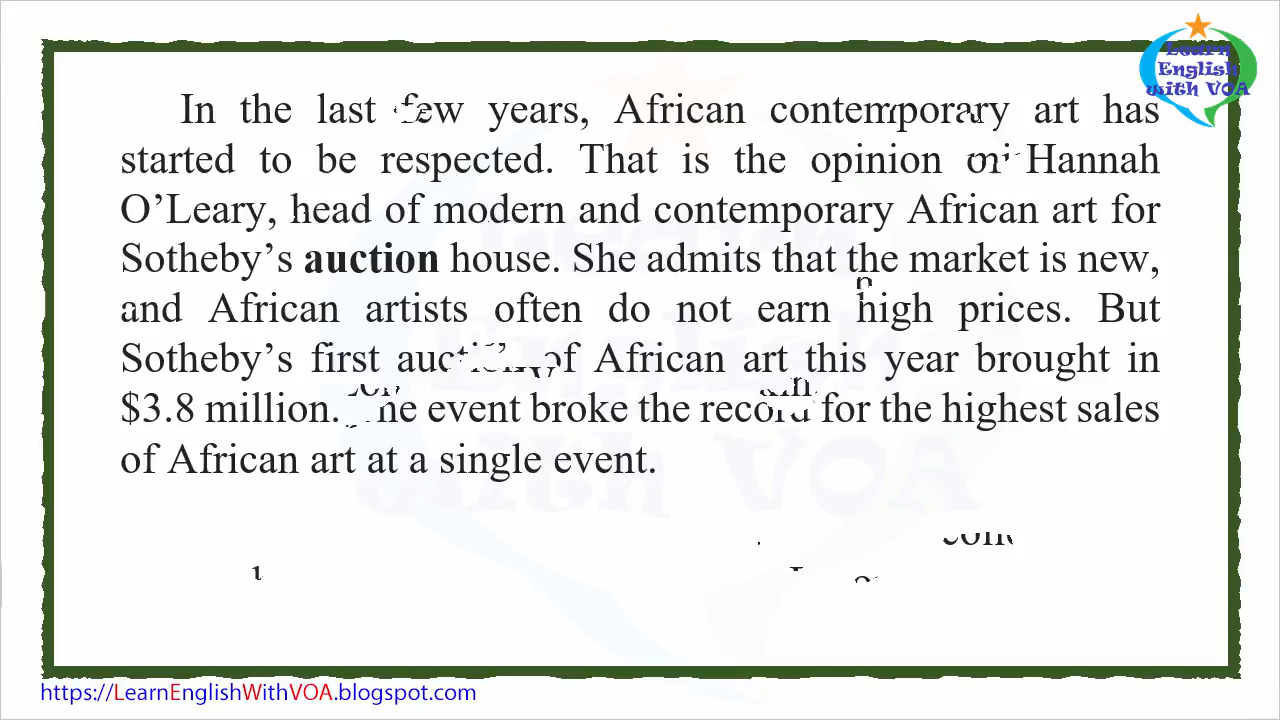 Learn
English
with VOA
In the last few years, African contemporary art has
started to be respected. That is the opinion Hannah
O'Leary, head of modern and contemporary African art for
Sotheby's auction house. She admits that the market is new,
and African artists often do not earn high prices. But
Sotheby's first of African art this year brought in
$3.8 million. event broke the record for the highest sales
of African art at a single event.
https://LearnEnglishWithVOA.blogspot.com